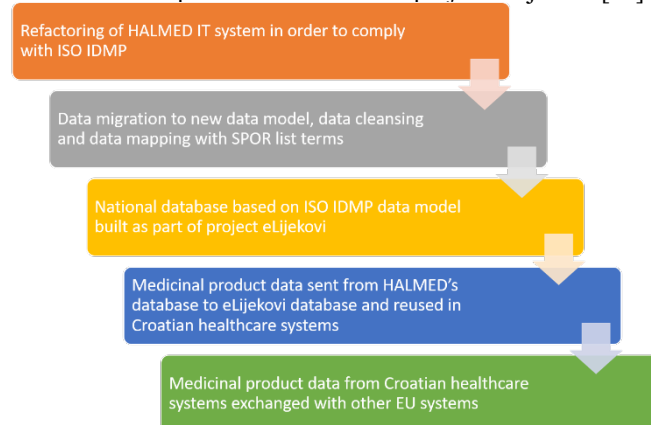 Refactoring of HALMED IT system in order to comply
with ISO IDMP
Data migration to new data model, data cleansing
and data mapping with SPOR list terms
National database based on ISO IDMP data model
built as part of project eLijekovi
Medicinal product data sent from HALMED's
database to eLijekovi database and reused in
Croatian healthcare systems
Medicinal product data from Croatian healthcare
systems exchanged with other EU systems